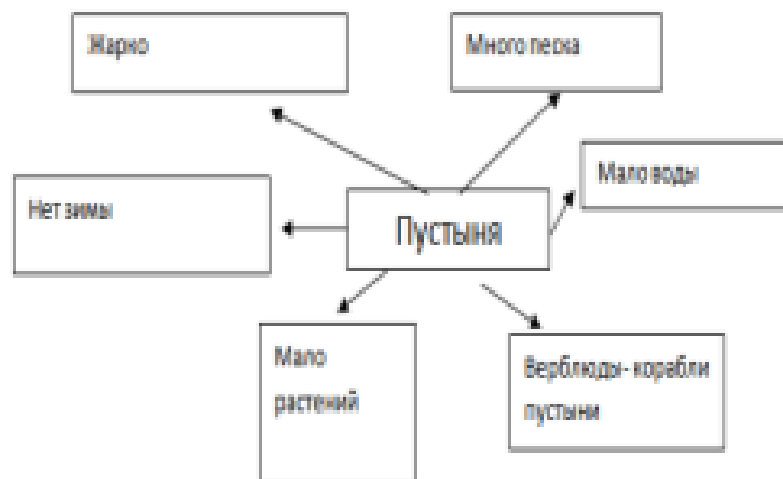 Жарко
Много песка
Мало воды
Нет зимы
Пустыня
Мало
растений
Верблюды- корабли
пустыни